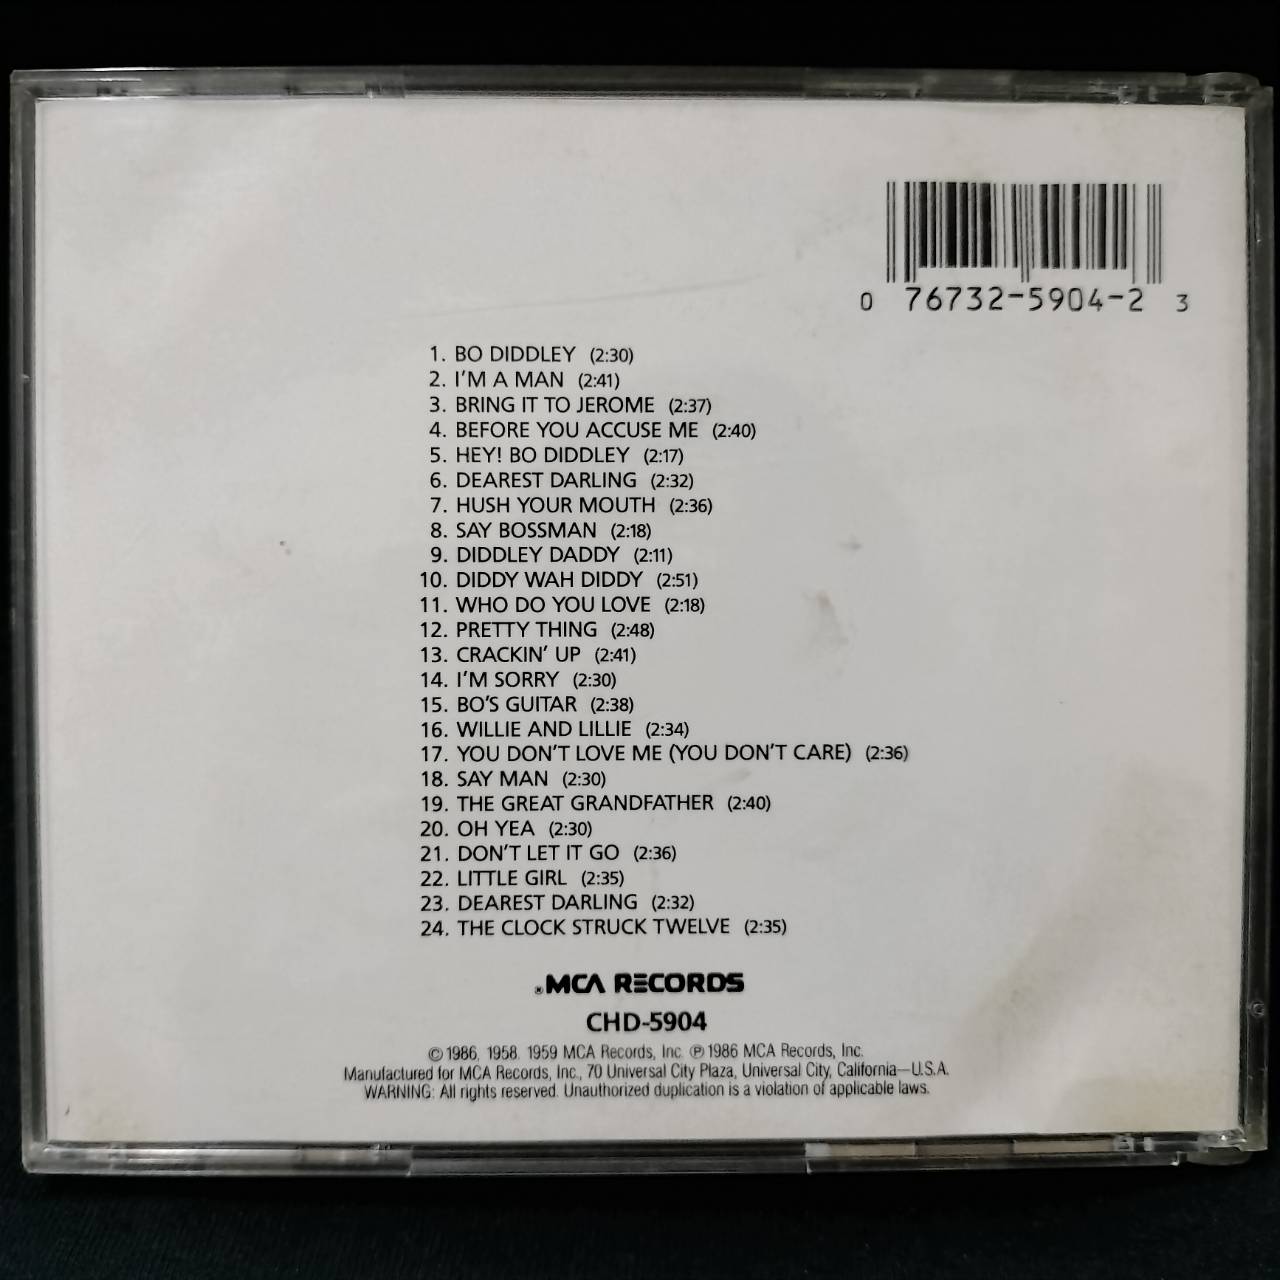 0 76732-5904-2 3
1. BO DIDDLEY (2:30)
2. I'M A MAN (2:41)
3. BRING IT TO JEROME (2:37)
4. BEFORE YOU ACCUSE ME (2:40)
5. HEY! BO DIDDLEY (2:17)
6. DEAREST DARLING (2:32)
7. HUSH YOUR MOUTH (2:36)
8. SAY BOSSMAN (2:18)
9. DIDDLEY DADDY (2:11)
10. DIDDY WAH DIDDY (2:51)
11. WHO DO YOU LOVE (2:18)
12. PRETTY THING (2:48)
13. CRACKIN' UP (2:41)
14. I'M SORRY (2:30)
15. BO'S GUITAR (2:38)
16. WILLIE AND LILLIE (2:34)
17. YOU DON'T LOVE ME (YOU DON'T CARE) (2:36)
18. SAY MAN (2:30)
19. THE GREAT GRANDFATHER (2:40)
20. OH YEA (2:30)
21. DON'T LET IT GO (2:36)
22. LITTLE GIRL (2:35)
23. DEAREST DARLING (2:32)
24. THE CLOCK STRUCK TWELVE (2:35)
®MCA RECORDS
CHD-5904
©1986, 1958, 1959 MCA Records, Inc. ℗1986 MCA Records, Inc.
Manufactured for MCA Records, Inc., 70 Universal City Plaza, Universal City, California—U.S.A.
WARNING: All rights reserved. Unauthorized duplication is a violation of applicable laws.